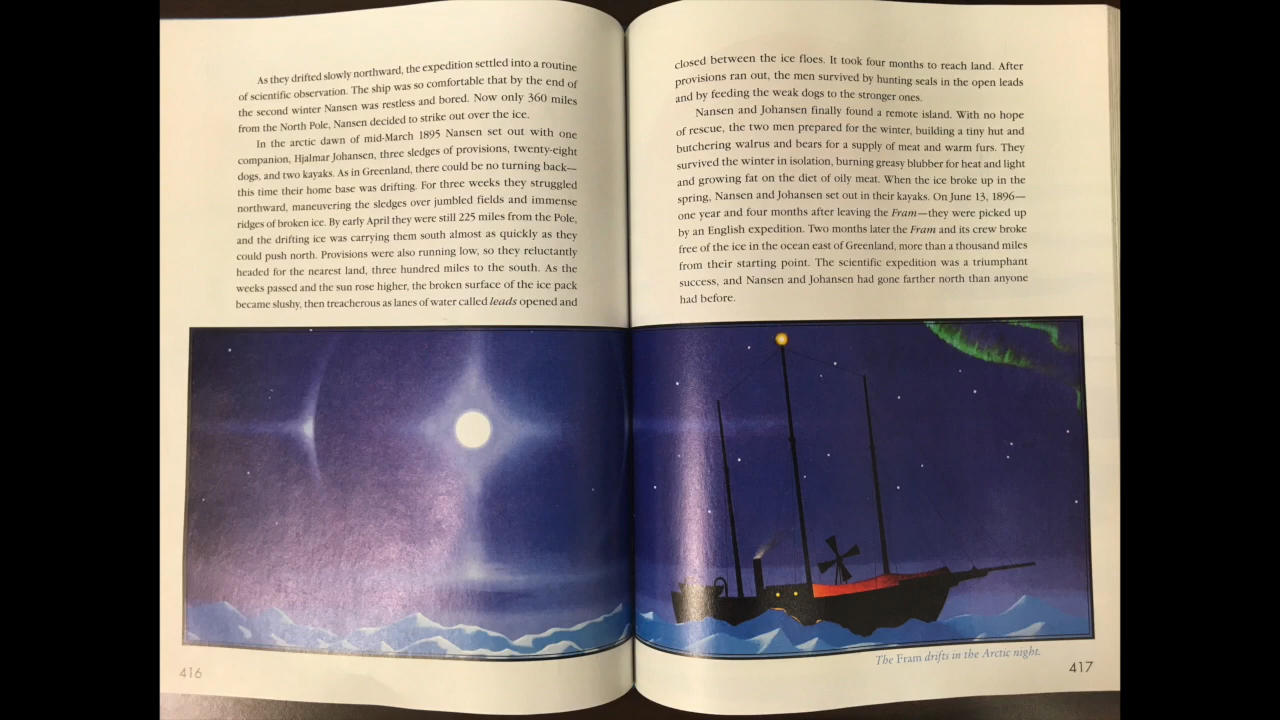 As they drifted slowly northward, the expedition settled into a routine
of scientific observation. The ship was so comfortable that by the end of
the second winter Nansen was restless and bored. Now only 360 miles
from the North Pole, Nansen decided to strike out over the ice.
In the arctic dawn of mid-March 1895 Nansen set out with one
companion, Hjalmar Johansen, three sledges of provisions, twenty-eight
dogs, and two kayaks. As in Greenland, there could be no turning back—
this time their home base was drifting. For three weeks they struggled
northward, maneuvering the sledges over jumbled fields and immense
ridges of broken ice. By early April they were still 225 miles from the Pole,
and the drifting ice was carrying them south almost as quickly as they
could push north. Provisions were also running low, so they reluctantly
headed for the nearest land, three hundred miles to the south. As the
weeks passed and the sun rose higher, the broken surface of the ice pack
became slushy, then treacherous as lanes of water called leads opened and
416
closed between the ice floes. It took four months to reach land. After
provisions ran out, the men survived by hunting seals in the open leads
and by feeding the weak dogs to the stronger ones.
Nansen and Johansen finally found a remote island. With no hope
of rescue, the two men prepared for the winter, building a tiny hut and
butchering walrus and bears for a supply of meat and warm furs. They
survived the winter in isolation, burning greasy blubber for heat and light
and growing fat on the diet of oily meat. When the ice broke up in the
spring, Nansen and Johansen set out in their kayaks. On June 13, 1896—
one year and four months after leaving the Fram—they were picked up
by an English expedition. Two months later the Fram and its crew broke
free of the ice in the ocean east of Greenland, more than a thousand miles
from their starting point. The scientific expedition was a triumphant
success, and Nansen and Johansen had gone farther north than anyone
had before.
The Fram drifts in the Arctic night.
417